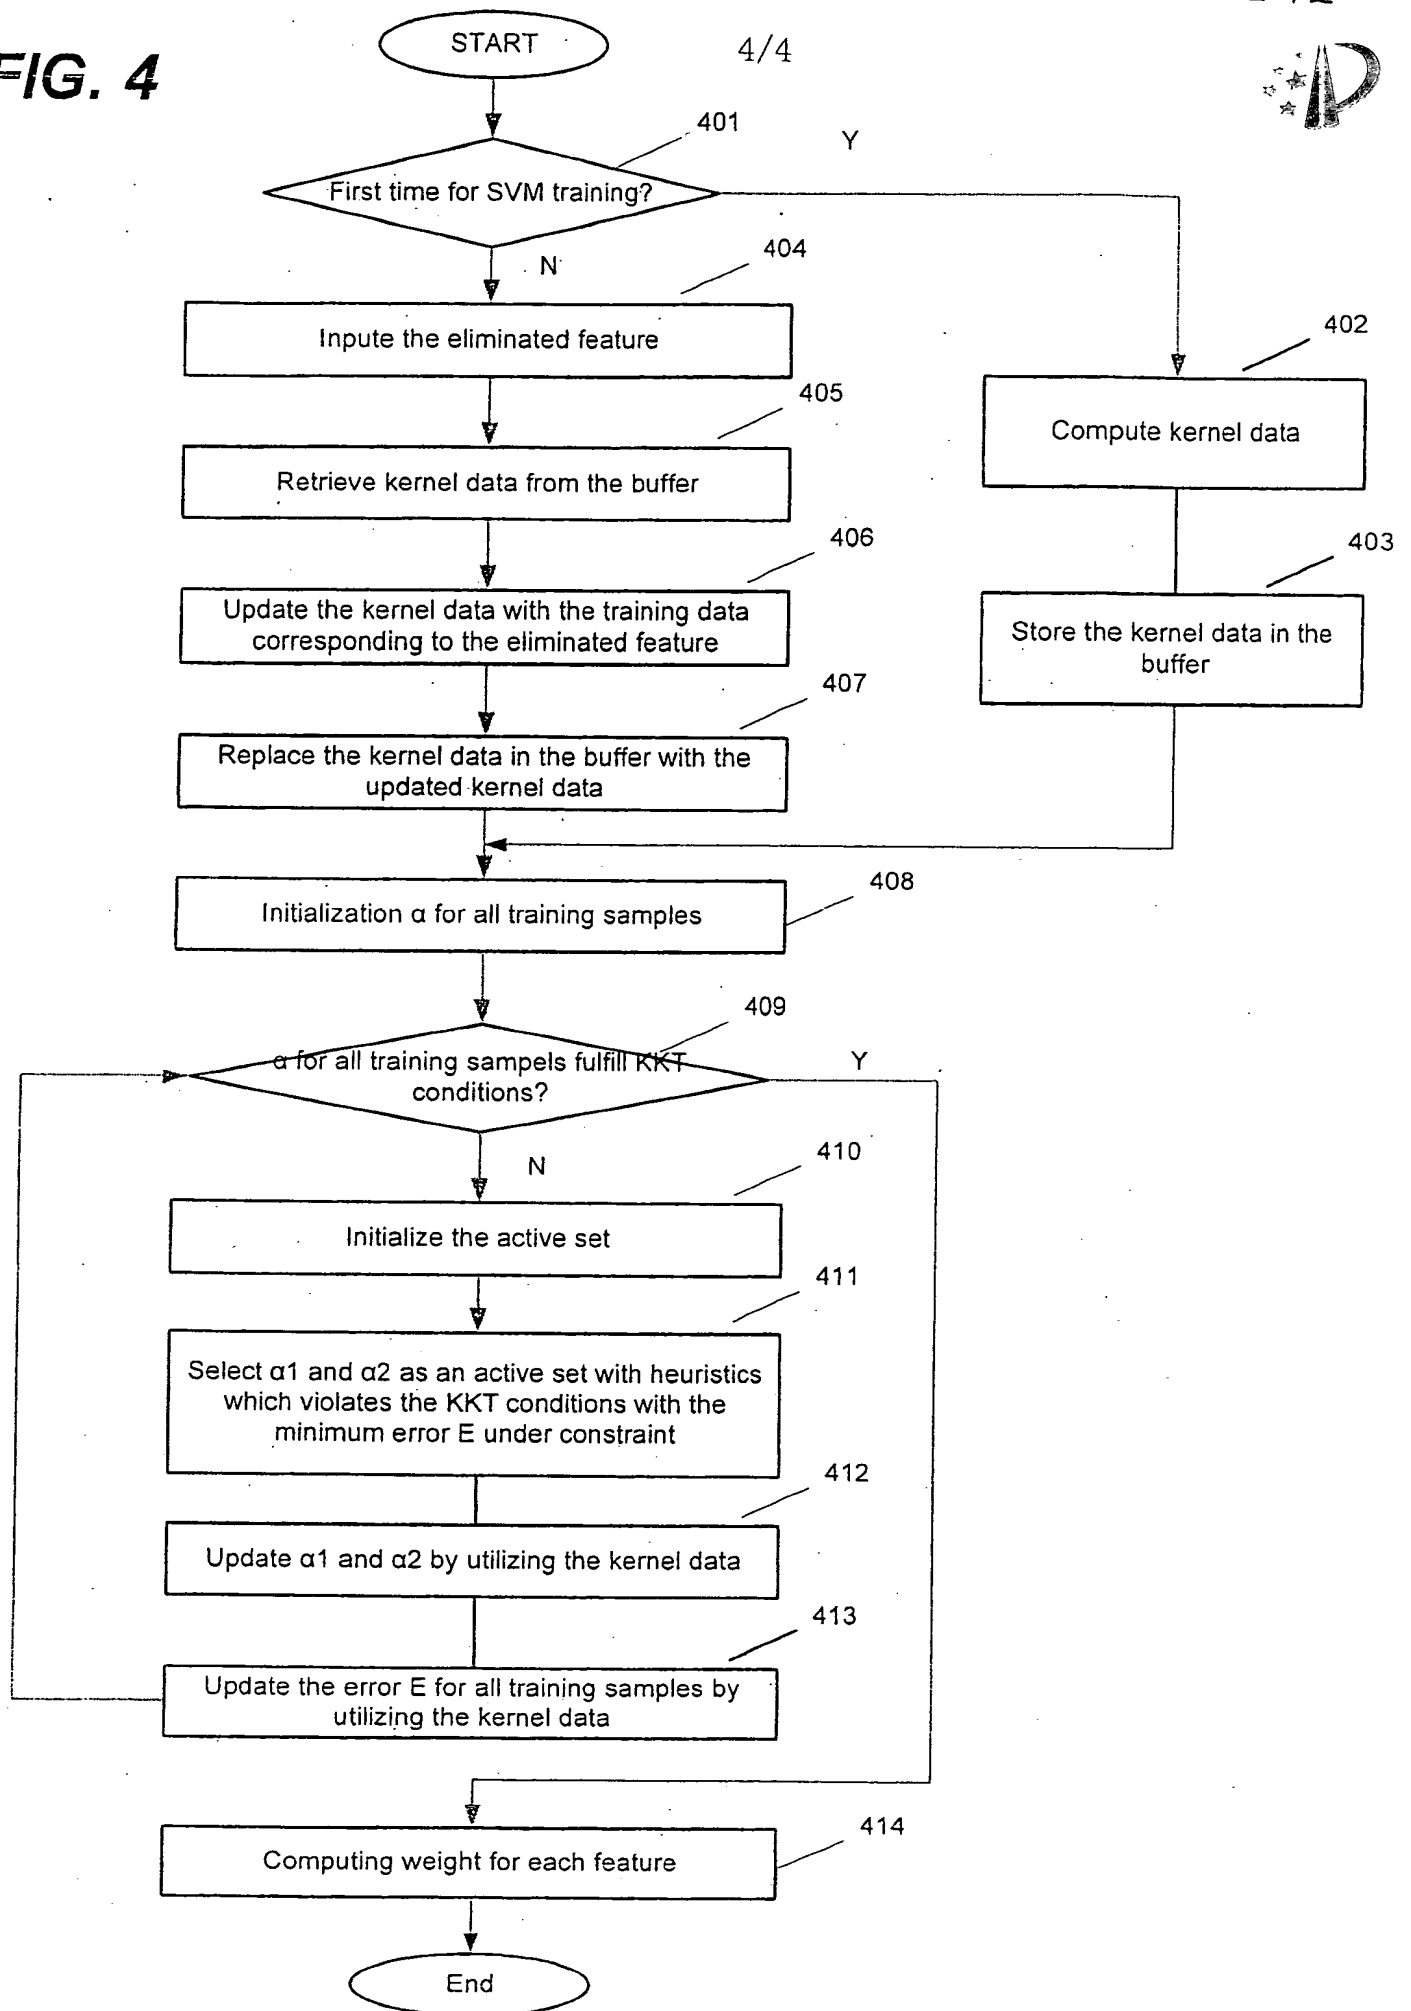 FIG. 4
START
4/4
401
Y
First time for SVM training?
404
N
Inpute the eliminated feature
402
405
Compute kernel data
Retrieve kernel data from the buffer
406
403
Update the kernel data with the training data
corresponding to the eliminated feature
Store the kernel data in the
buffer
407
Replace the kernel data in the buffer with the
updated kernel data
408
Initialization α for all training samples
409
α for all training sampels fulfill KKT
conditions?
Y
410
N
Initialize the active set
411
Select α1 and α2 as an active set with heuristics
which violates the KKT conditions with the
minimum error E under constraint
412
Update α1 and α2 by utilizing the kernel data
413
Update the error E for all training samples by
utilizing the kernel data
414
Computing weight for each feature
End